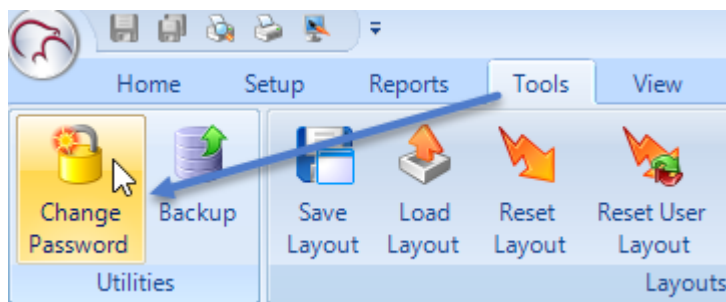 Home Setup Reports Tools View
Change Password
Backup
Save Layout
Load Layout
Reset Layout
Reset User Layout
Utilities
Layouts